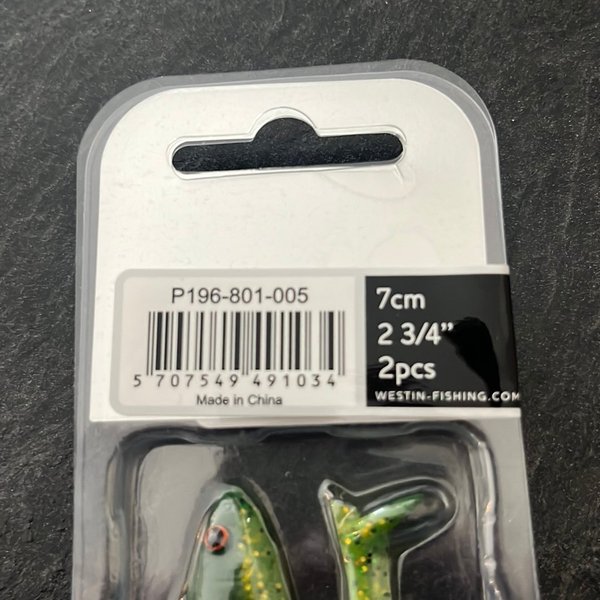 P196-801-005
5 707549 491034
Made in China
7cm
2 3/4”
2pcs
WESTIN-FISHING.COM